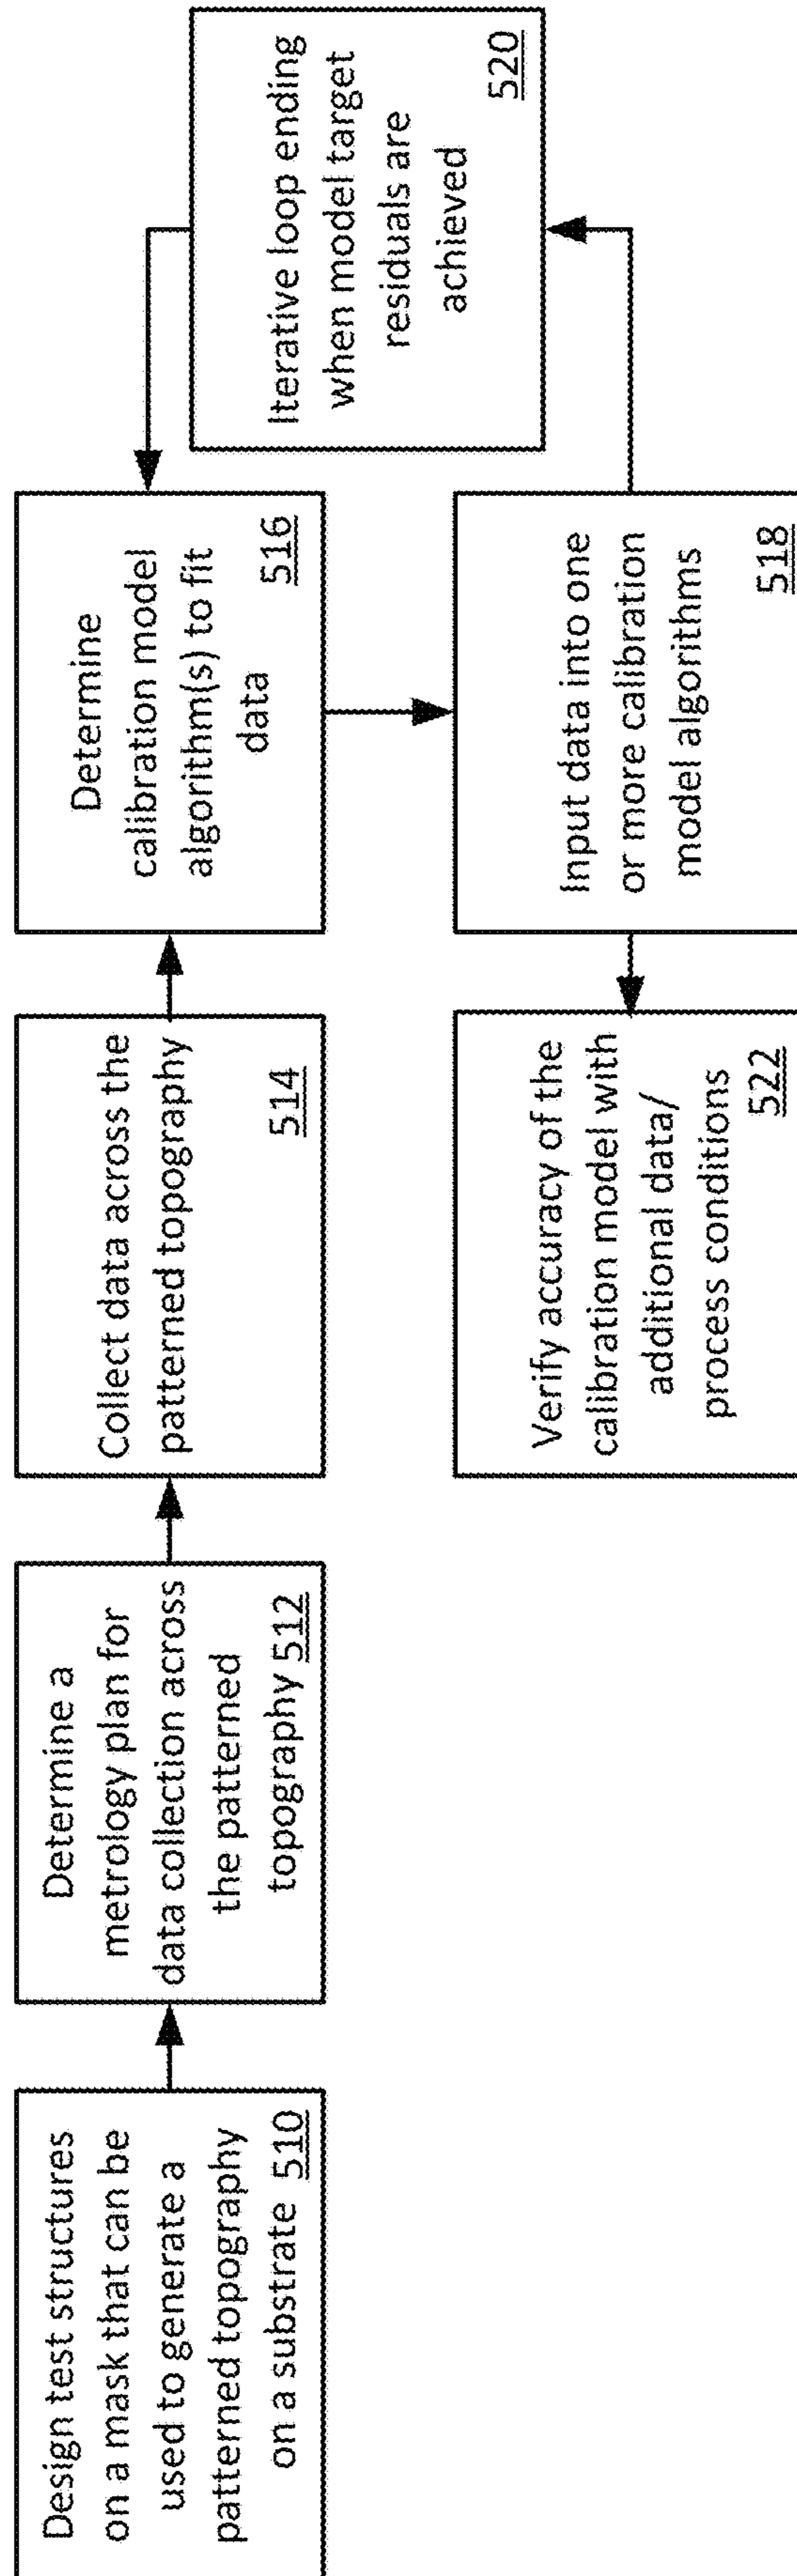 Design test structures
on a mask that can be
used to generate a
patterned topography
on a substrate 510
Determine a
metrology plan for
data collection across
the patterned
topography 512
Collect data across the
patterned topography
514
Determine
calibration model
algorithm(s) to fit
data
516
Input data into one
or more calibration
model algorithms
518
Iterative loop ending
when model target
residuals are
achieved
520
Verify accuracy of the
calibration model with
additional data/
process conditions
522